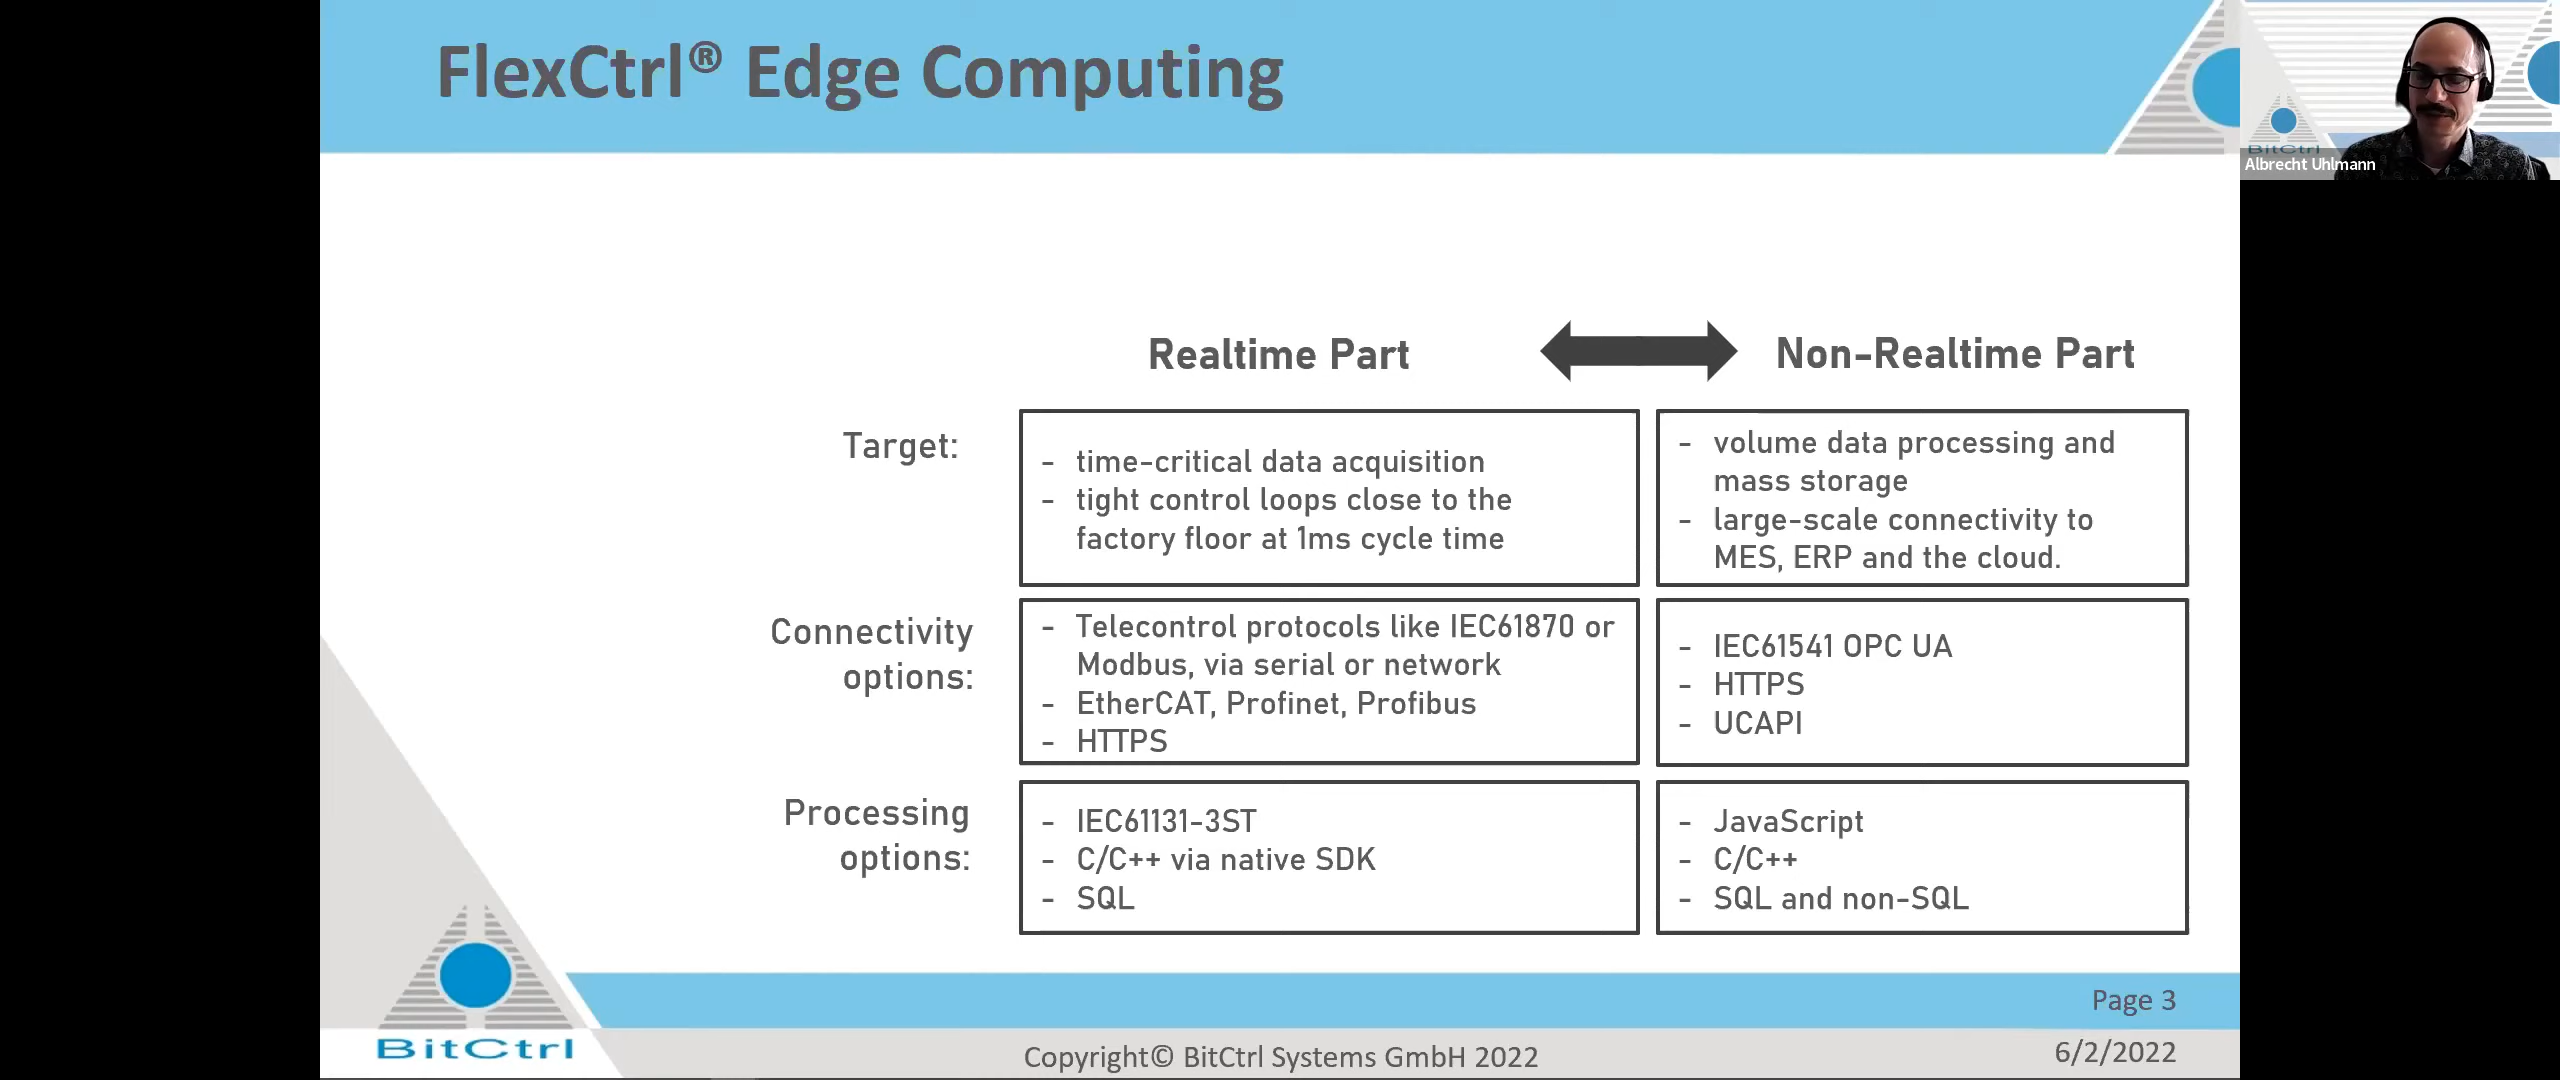 FlexCtrl® Edge Computing
BitCtrl
Albrecht Uhlmann
Realtime Part
Non-Realtime Part
Target:
- time-critical data acquisition
- tight control loops close to the
factory floor at 1ms cycle time
- volume data processing and
mass storage
- large-scale connectivity to
MES, ERP and the cloud.
Connectivity
options:
- Telecontrol protocols like IEC61870 or
Modbus, via serial or network
- EtherCAT, Profinet, Profibus
- HTTPS
- IEC61541 OPC UA
- HTTPS
- UCAPI
Processing
options:
- IEC61131-3ST
- C/C++ via native SDK
- SQL
- JavaScript
- C/C++
- SQL and non-SQL
Page 3
BitCtrl
Copyright© BitCtrl Systems GmbH 2022
6/2/2022